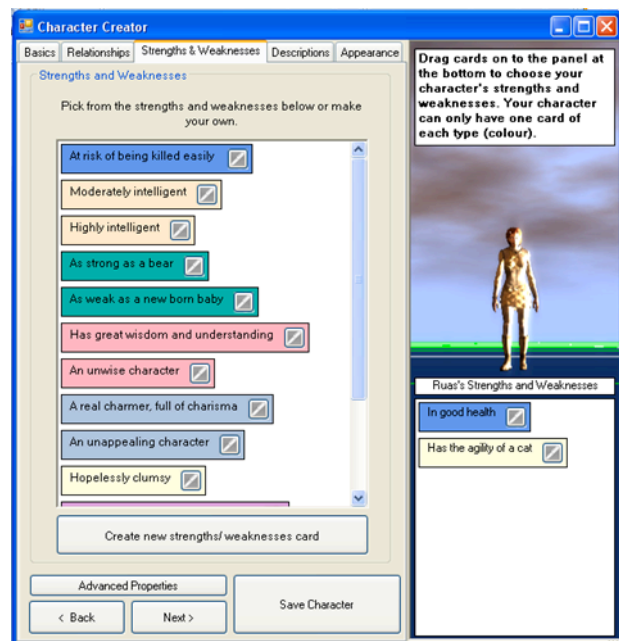 Character Creator
Basics
Relationships
Strengths & Weaknesses
Descriptions
Appearance
Strengths and Weaknesses
Pick from the strengths and weaknesses below or make
your own.
At risk of being killed easily
Moderately intelligent
Highly intelligent
As strong as a bear
As weak as a new born baby
Has great wisdom and understanding
An unwise character
A real charmer, full of charisma
An unappealing character
Hopelessly clumsy
Create new strengths/weaknesses card
Advanced Properties
< Back
Next >
Save Character
Drag cards on to the panel at
the bottom to choose your
character's strengths and
weaknesses. Your character
can only have one card of
each type (colour).
Ruas's Strengths and Weaknesses
In good health
Has the agility of a cat